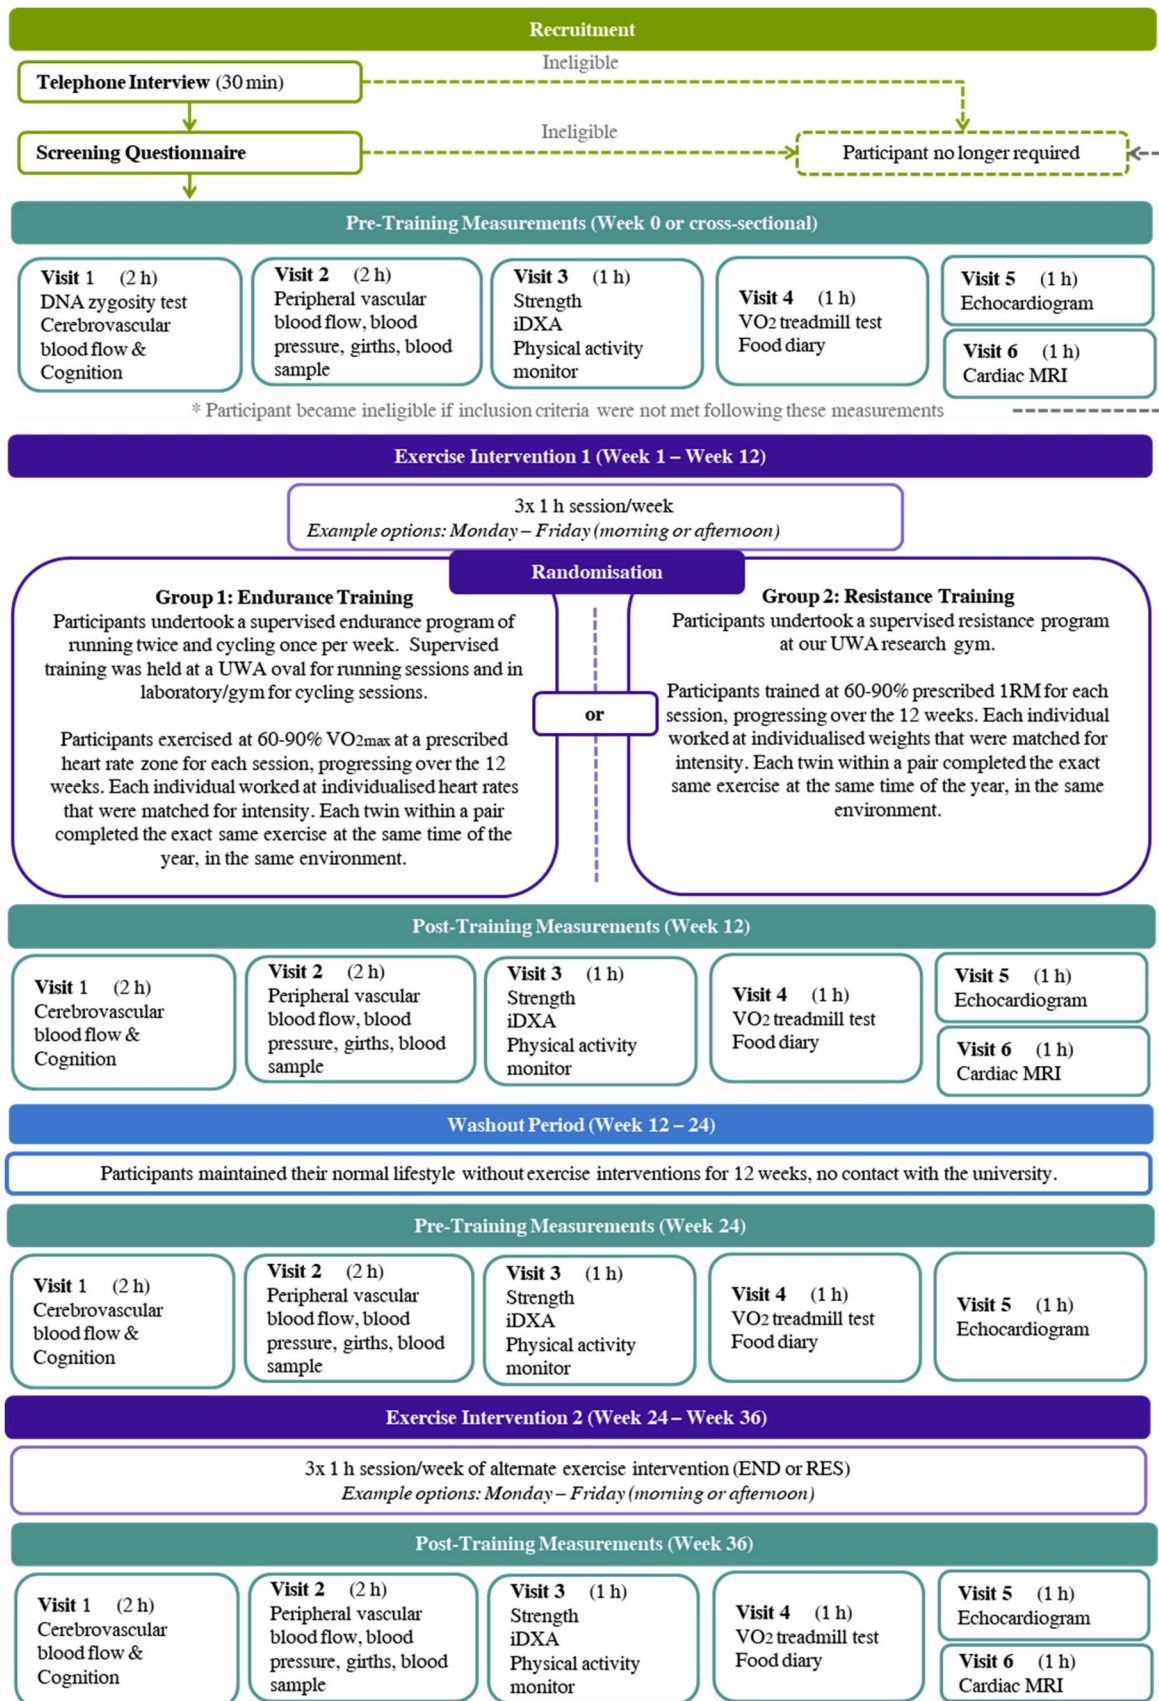 Recruitment
Ineligible
Telephone Interview (30 min)
Ineligible
Screening Questionnaire
Participant no longer required
Pre-Training Measurements (Week 0 or cross-sectional)
Visit 1 (2 h)
DNA zygosity test
Cerebrovascular
blood flow &
Cognition
Visit 2 (2 h)
Peripheral vascular
blood flow, blood
pressure, girths, blood
sample
Visit 3 (1 h)
Strength
iDXA
Physical activity
monitor
Visit 4 (1 h)
VO2 treadmill test
Food diary
Visit 5 (1 h)
Echocardiogram
Visit 6 (1 h)
Cardiac MRI
* Participant became ineligible if inclusion criteria were not met following these measurements
Exercise Intervention 1 (Week 1 – Week 12)
3x 1 h session/week
Example options: Monday – Friday (morning or afternoon)
Randomisation
Group 1: Endurance Training
Participants undertook a supervised endurance program of
running twice and cycling once per week. Supervised
training was held at a UWA oval for running sessions and in
laboratory/gym for cycling sessions.
Participants exercised at 60-90% VO2max at a prescribed
heart rate zone for each session, progressing over the 12
weeks. Each individual worked at individualised heart rates
that were matched for intensity. Each twin within a pair
completed the exact same exercise at the same time of the
year, in the same environment.
or
Group 2: Resistance Training
Participants undertook a supervised resistance program
at our UWA research gym.
Participants trained at 60-90% prescribed 1RM for each
session, progressing over the 12 weeks. Each individual
worked at individualised weights that were matched for
intensity. Each twin within a pair completed the exact
same exercise at the same time of the year, in the same
environment.
Post-Training Measurements (Week 12)
Visit 1 (2 h)
Cerebrovascular
blood flow &
Cognition
Visit 2 (2 h)
Peripheral vascular
blood flow, blood
pressure, girths, blood
sample
Visit 3 (1 h)
Strength
iDXA
Physical activity
monitor
Visit 4 (1 h)
VO2 treadmill test
Food diary
Visit 5 (1 h)
Echocardiogram
Visit 6 (1 h)
Cardiac MRI
Washout Period (Week 12 – 24)
Participants maintained their normal lifestyle without exercise interventions for 12 weeks, no contact with the university.
Pre-Training Measurements (Week 24)
Visit 1 (2 h)
Cerebrovascular
blood flow &
Cognition
Visit 2 (2 h)
Peripheral vascular
blood flow, blood
pressure, girths, blood
sample
Visit 3 (1 h)
Strength
iDXA
Physical activity
monitor
Visit 4 (1 h)
VO2 treadmill test
Food diary
Visit 5 (1 h)
Echocardiogram
Exercise Intervention 2 (Week 24 – Week 36)
3x 1 h session/week of alternate exercise intervention (END or RES)
Example options: Monday – Friday (morning or afternoon)
Post-Training Measurements (Week 36)
Visit 1 (2 h)
Cerebrovascular
blood flow &
Cognition
Visit 2 (2 h)
Peripheral vascular
blood flow, blood
pressure, girths, blood
sample
Visit 3 (1 h)
Strength
iDXA
Physical activity
monitor
Visit 4 (1 h)
VO2 treadmill test
Food diary
Visit 5 (1 h)
Echocardiogram
Visit 6 (1 h)
Cardiac MRI